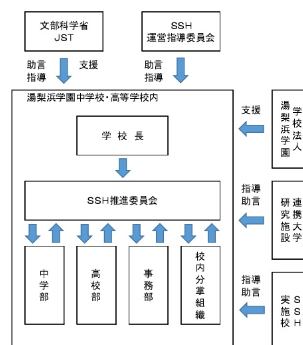 文部科学省
JST
SSH
運営指導委員会
助言
指導
支援
助言
指導
湯梨浜学園中学校・高等学校内
学校長
SSH推進委員会
中学部
高校部
事務部
校内分掌組織
支援
学校法人
湯梨浜学園
指導
助言
連携大学
研究施設
指導
助言
SSH
実施校